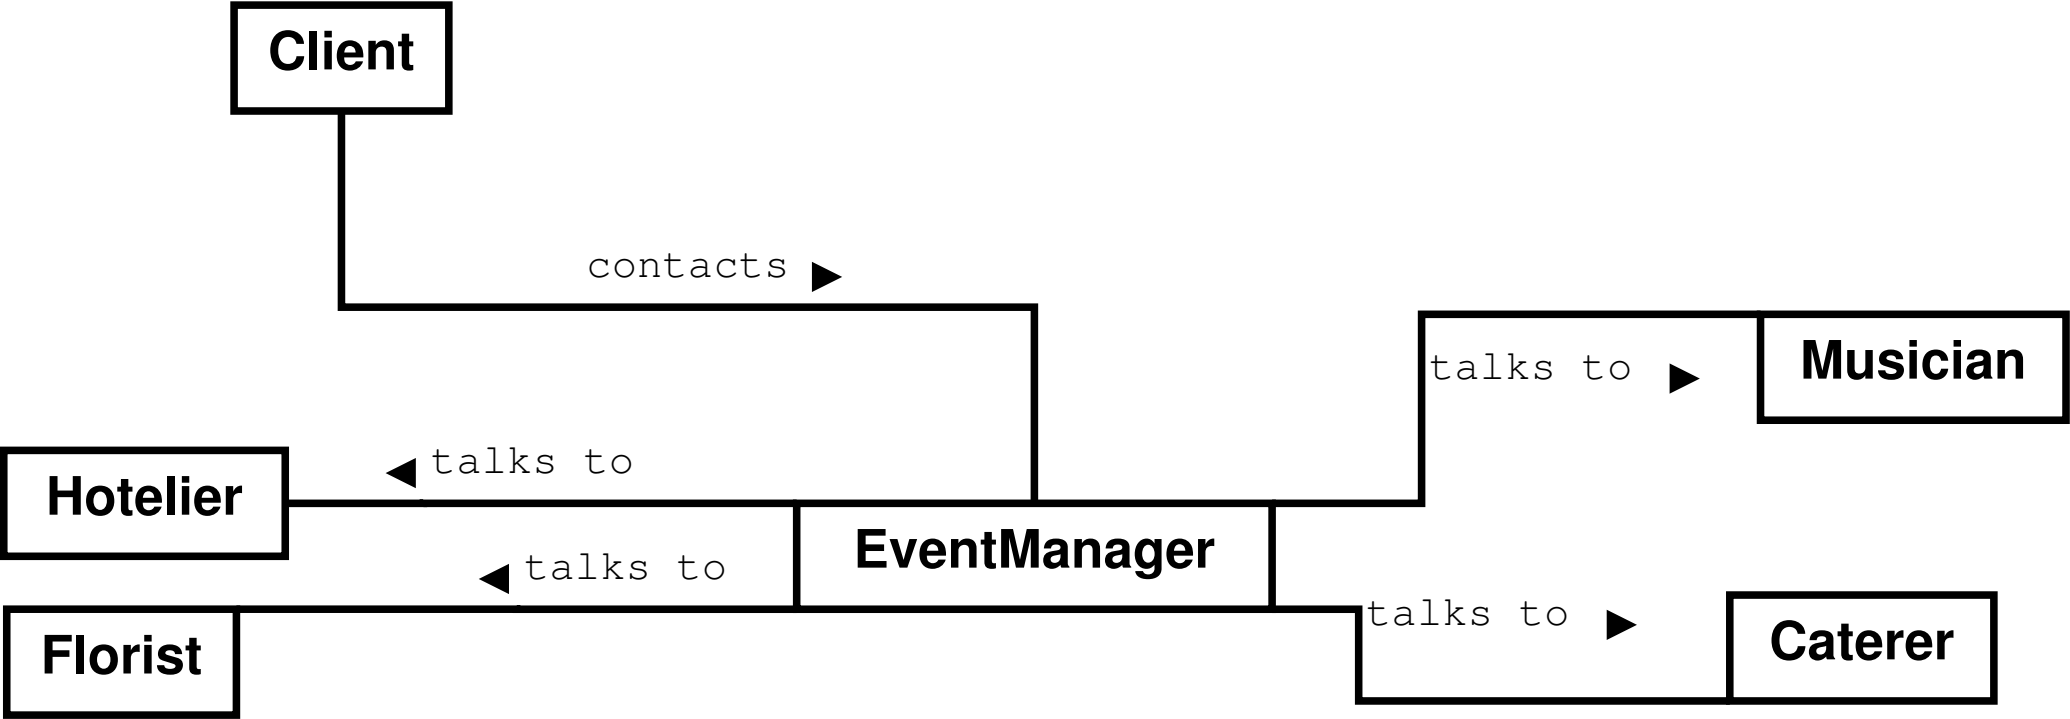 Client
contacts ►
talks to ►
Musician
◄ talks to
Hotelier
EventManager
◄ talks to
talks to ►
Caterer
Florist